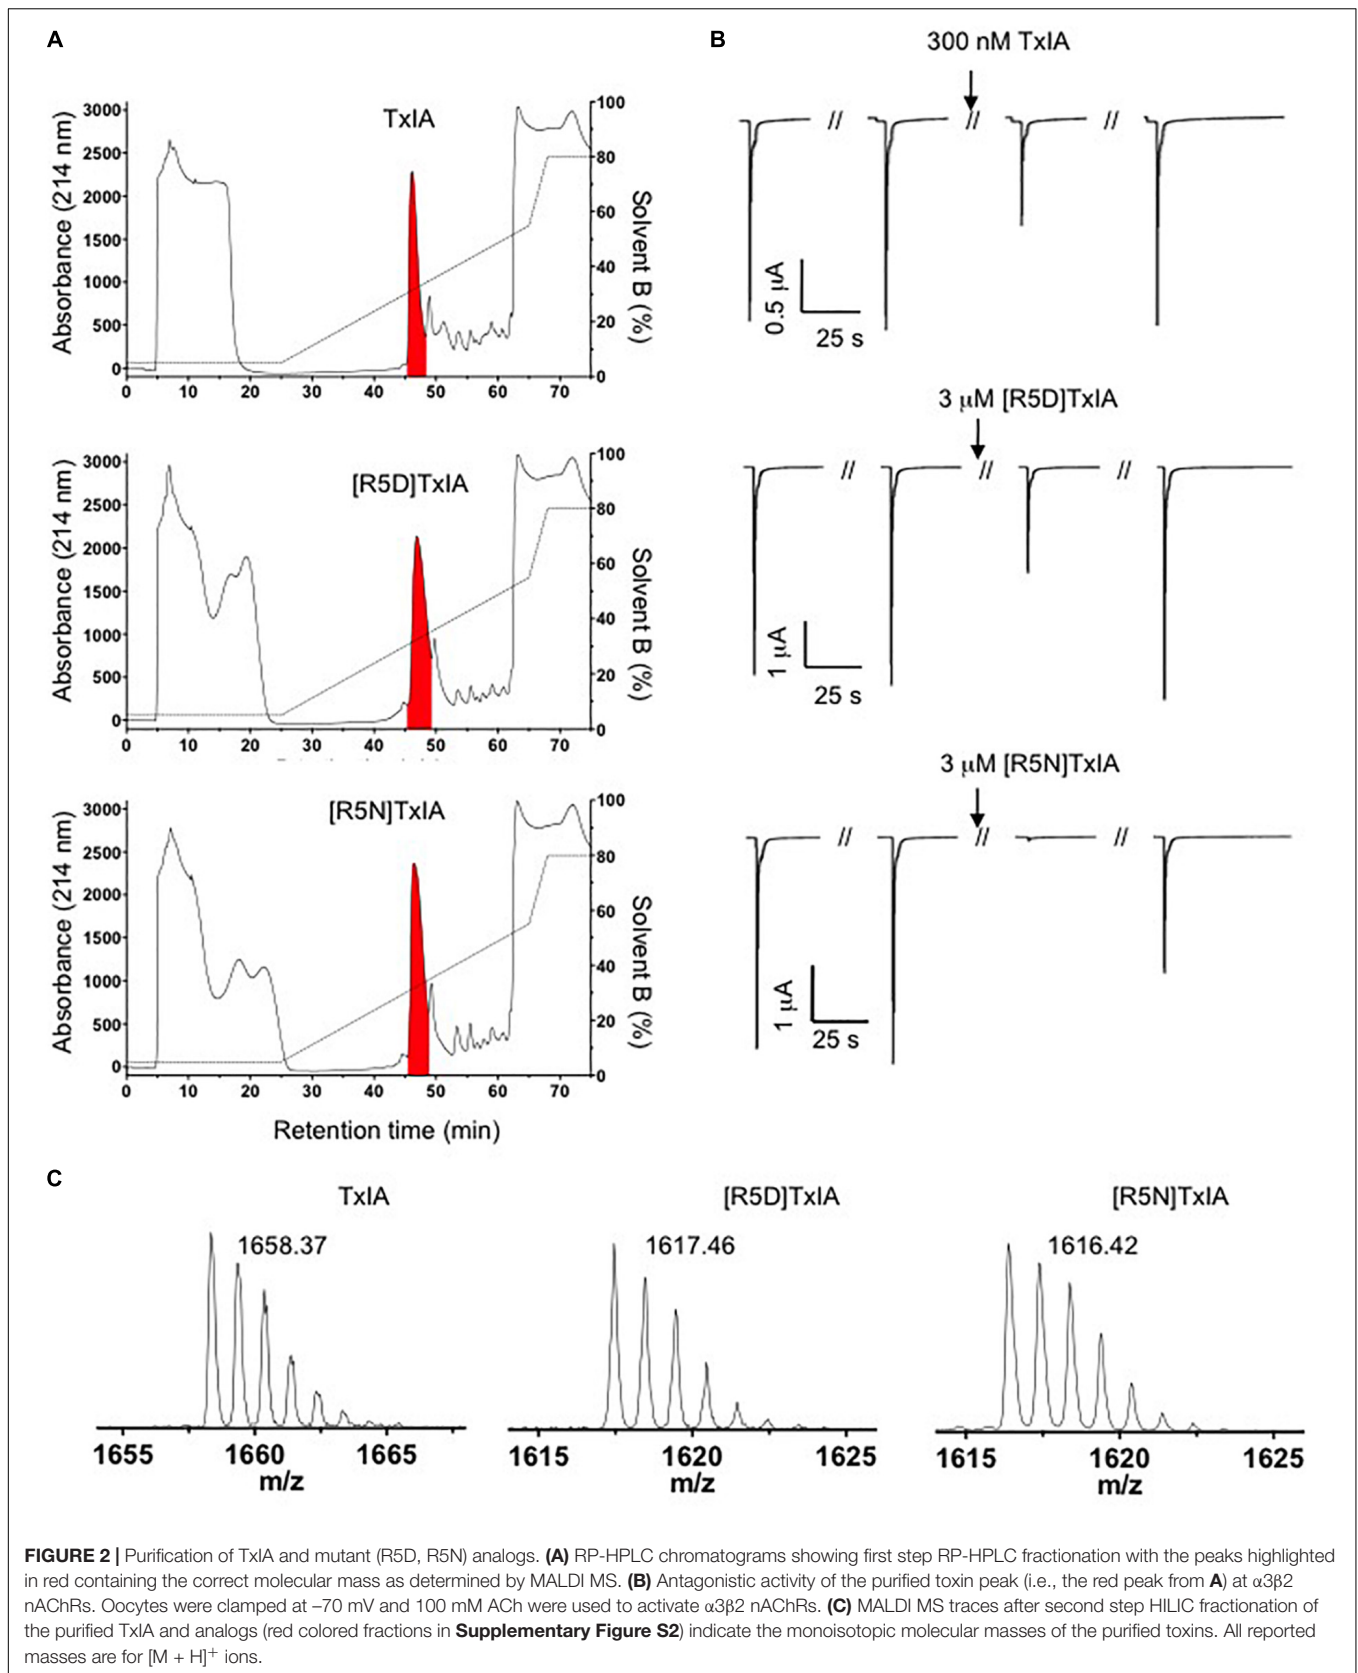 A
TxIA
Absorbance (214 nm)
3000
2500
2000
1500
1000
500
0
0 10 20 30 40 50 60 70
100
80
60
40
20
0
Solvent B (%)
[R5D]TxIA
Absorbance (214 nm)
3000
2500
2000
1500
1000
500
0
0 10 20 30 40 50 60 70
100
80
60
40
20
0
Solvent B (%)
[R5N]TxIA
Absorbance (214 nm)
3000
2500
2000
1500
1000
500
0
0 10 20 30 40 50 60 70
100
80
60
40
20
0
Solvent B (%)
Retention time (min)
B
300 nM TxIA
// // //
0.5 μA
25 s
3 μM [R5D]TxIA
// // //
1 μA
25 s
3 μM [R5N]TxIA
// // //
1 μA
25 s
C
TxIA
1658.37
1655 1660 1665
m/z
[R5D]TxIA
1617.46
1615 1620 1625
m/z
[R5N]TxIA
1616.42
1615 1620 1625
m/z
FIGURE 2 | Purification of TxIA and mutant (R5D, R5N) analogs. (A) RP-HPLC chromatograms showing first step RP-HPLC fractionation with the peaks highlighted
in red containing the correct molecular mass as determined by MALDI MS. (B) Antagonistic activity of the purified toxin peak (i.e., the red peak from A) at α3β2
nAChRs. Oocytes were clamped at –70 mV and 100 mM ACh were used to activate α3β2 nAChRs. (C) MALDI MS traces after second step HILIC fractionation of
the purified TxIA and analogs (red colored fractions in Supplementary Figure S2) indicate the monoisotopic molecular masses of the purified toxins. All reported
masses are for [M + H]+ ions.